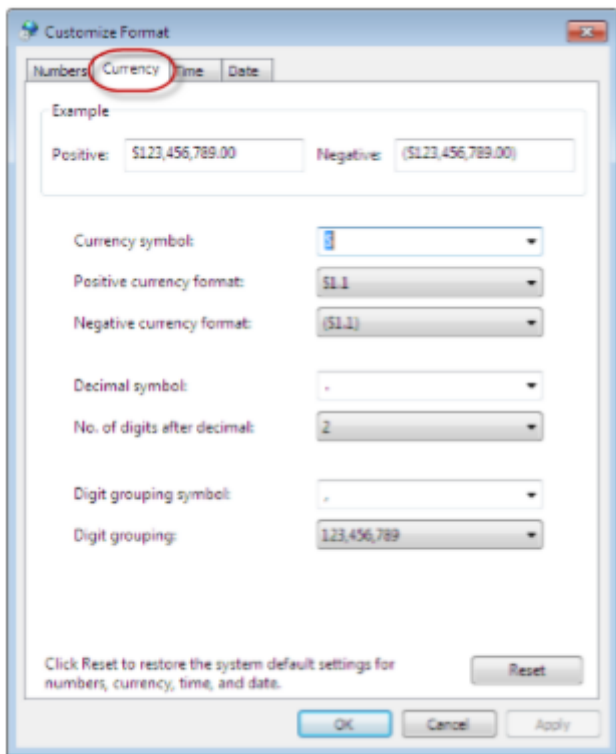 Customize Format
Numbers Currency Time Date
Example
Positive: $123,456,789.00 Negative: ($123,456,789.00)
Currency symbol: $
Positive currency format: $1.1
Negative currency format: ($1.1)
Decimal symbol: .
No. of digits after decimal: 2
Digit grouping symbol: ,
Digit grouping: 123,456,789
Click Reset to restore the system default settings for
numbers, currency, time, and date.
Reset
OK Cancel Apply